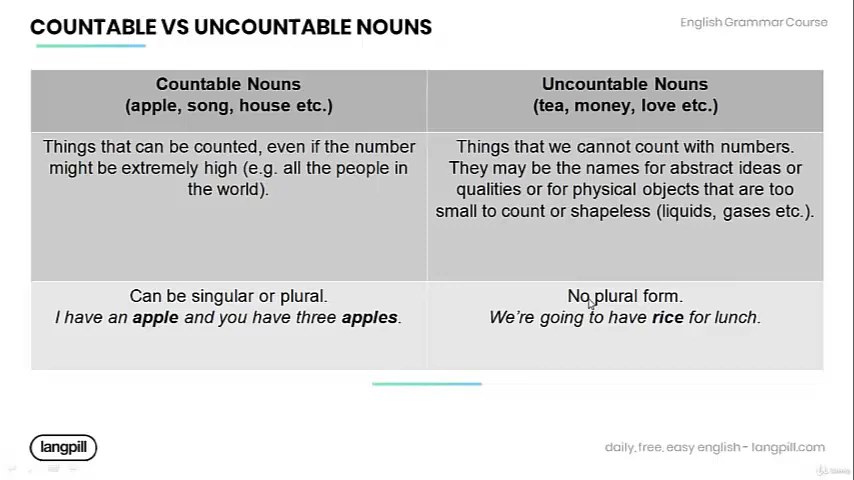 COUNTABLE VS UNCOUNTABLE NOUNS
English Grammar Course
Countable Nouns
(apple, song, house etc.)
Uncountable Nouns
(tea, money, love etc.)
Things that can be counted, even if the number
might be extremely high (e.g. all the people in
the world).
Things that we cannot count with numbers.
They may be the names for abstract ideas or
qualities or for physical objects that are too
small to count or shapeless (liquids, gases etc.).
Can be singular or plural.
I have an apple and you have three apples.
No plural form.
We're going to have rice for lunch.
langpill
daily, free, easy english - langpill.com
Udemy